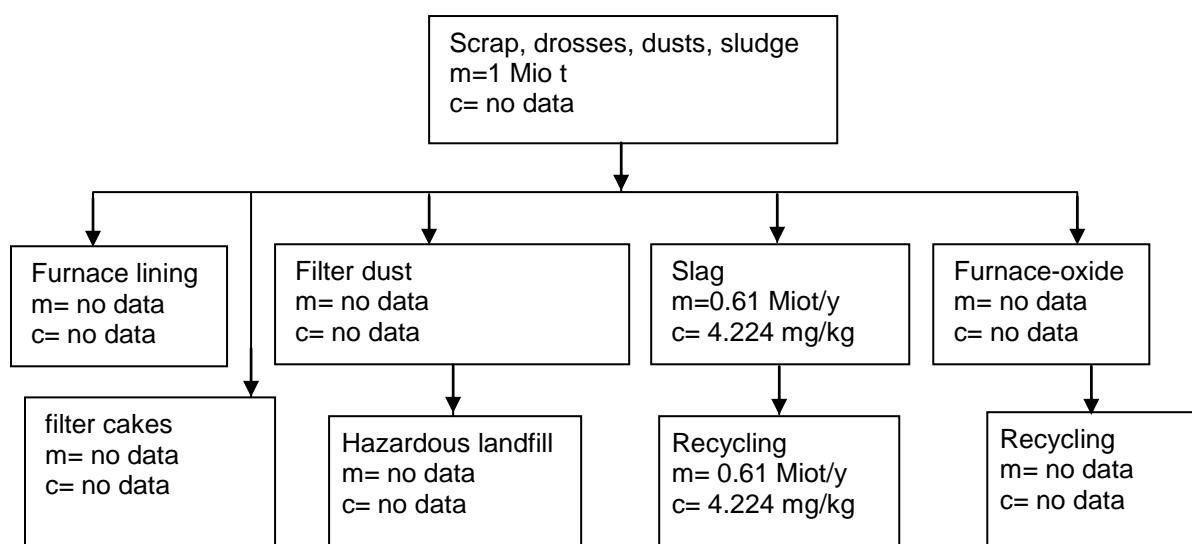 Scrap, drosses, dusts, sludge
m=1 Mio t
c= no data
Furnace lining
m= no data
c= no data
Filter dust
m= no data
c= no data
Slag
m=0.61 Miot/y
c= 4.224 mg/kg
Furnace-oxide
m= no data
c= no data
filter cakes
m= no data
c= no data
Hazardous landfill
m= no data
c= no data
Recycling
m= 0.61 Miot/y
c= 4.224 mg/kg
Recycling
m= no data
c= no data